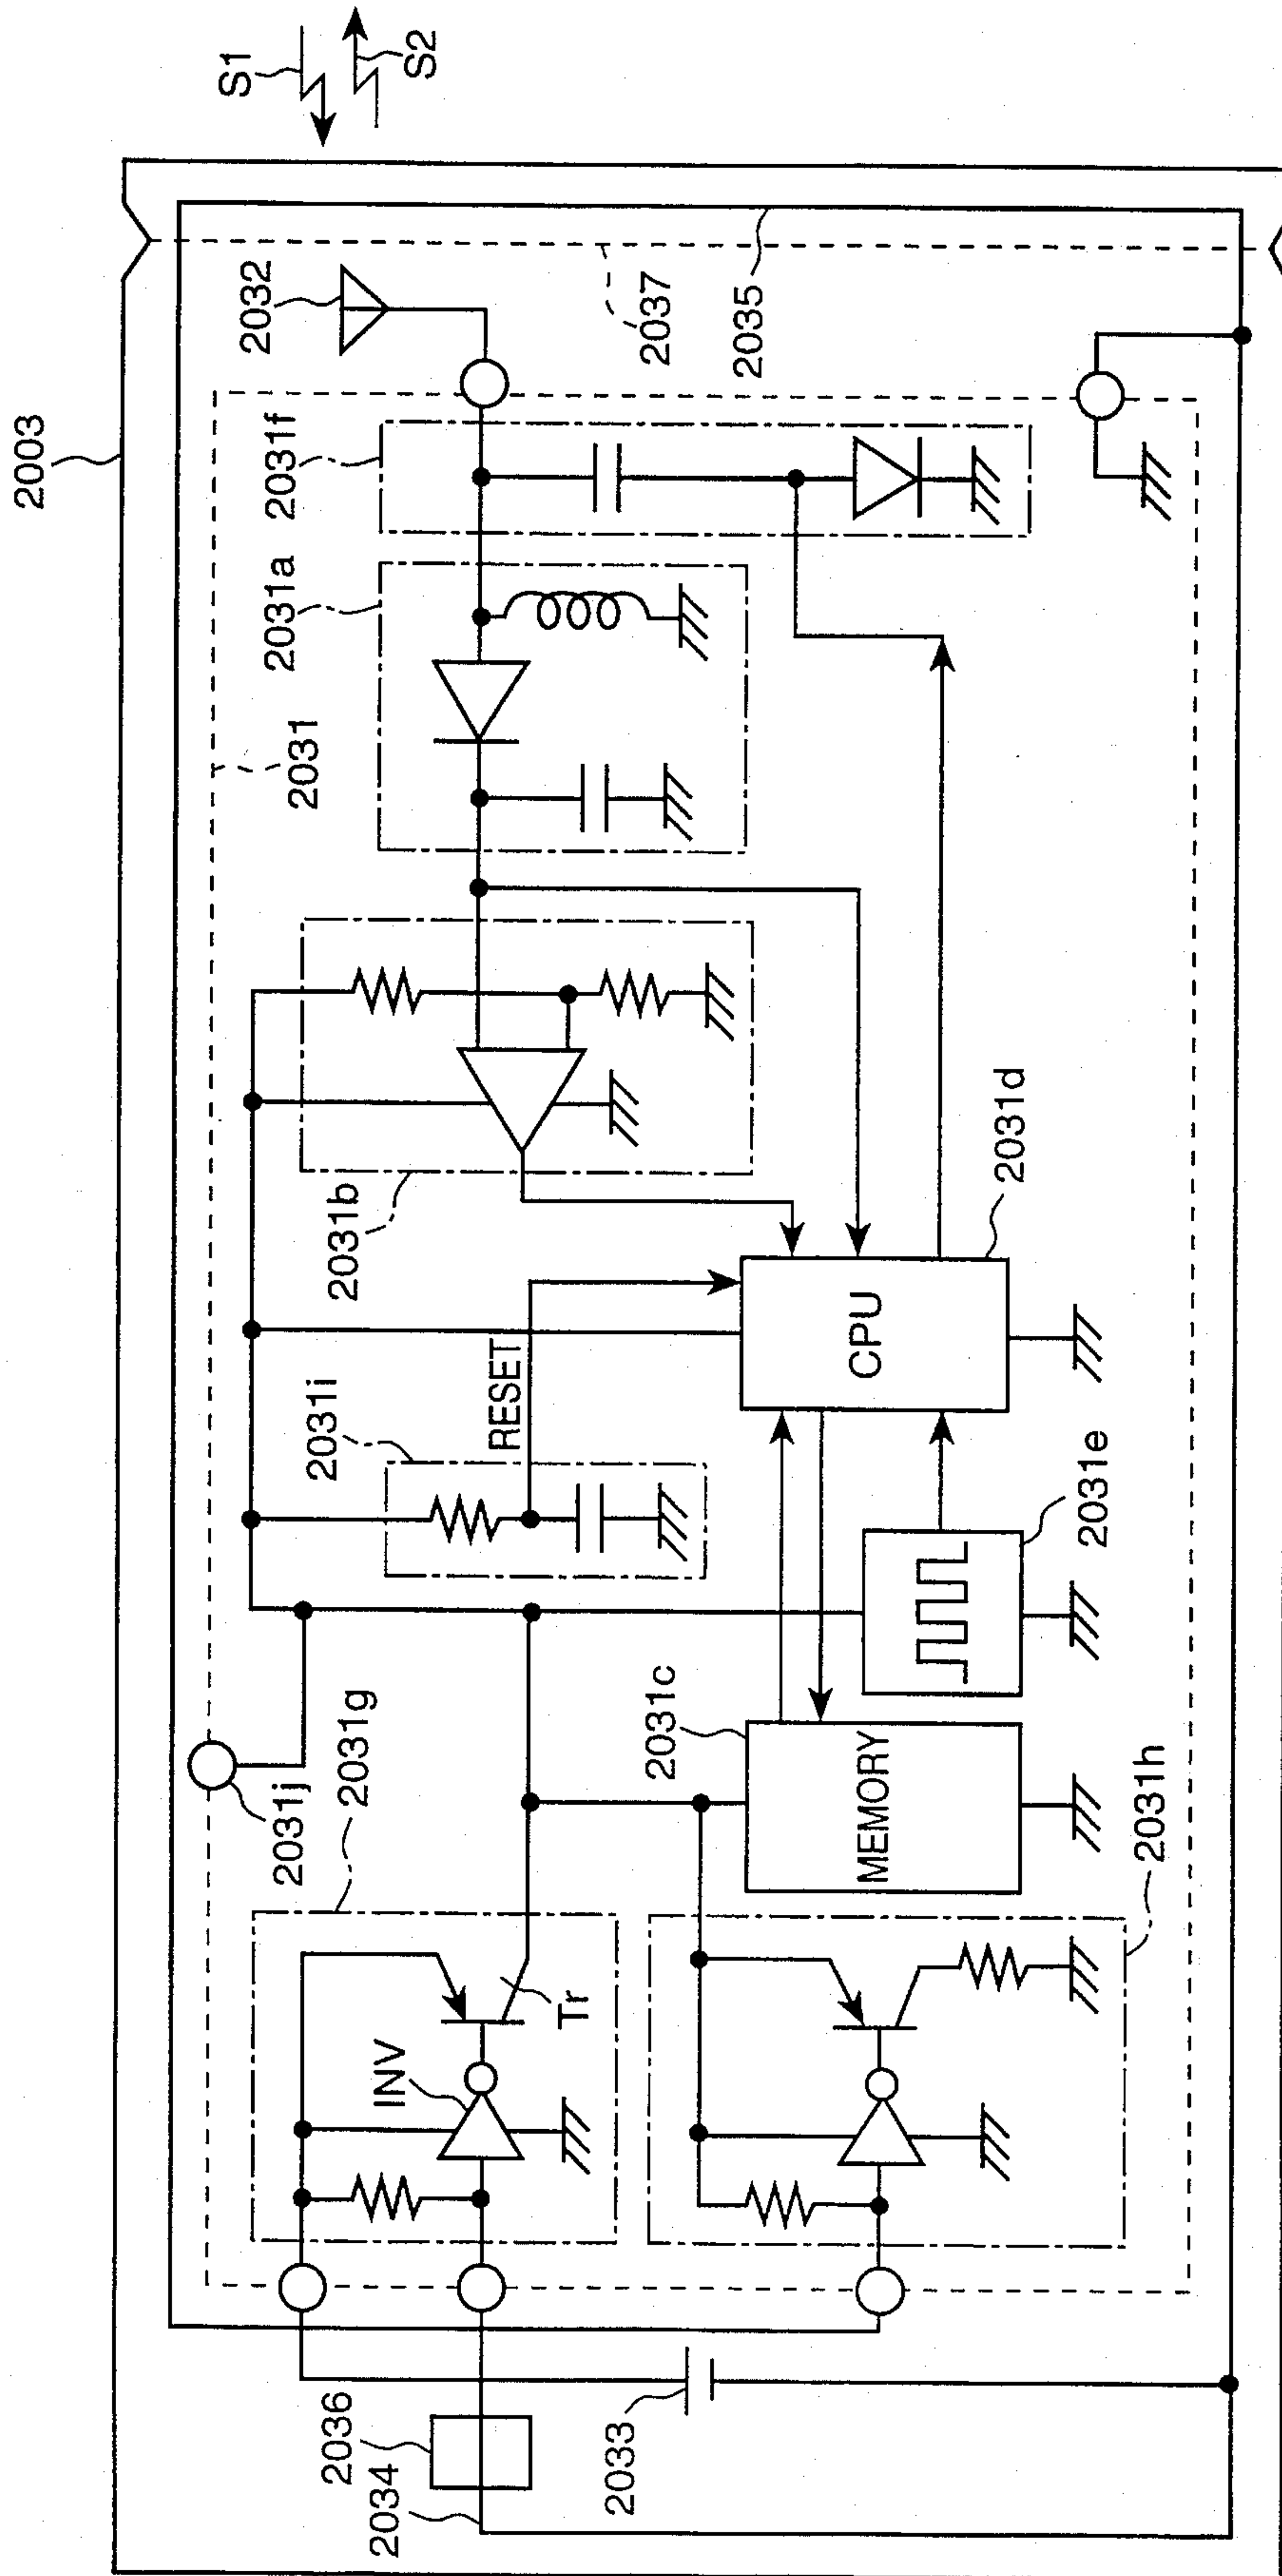 2003
S1
S2
2031
2031a
2031f
2032
2037
2035
2031b
2031i
RESET
CPU
2031d
2031j
2031g
2031c
MEMORY
2031e
INV
Tr
2031h
2036
2034
2033